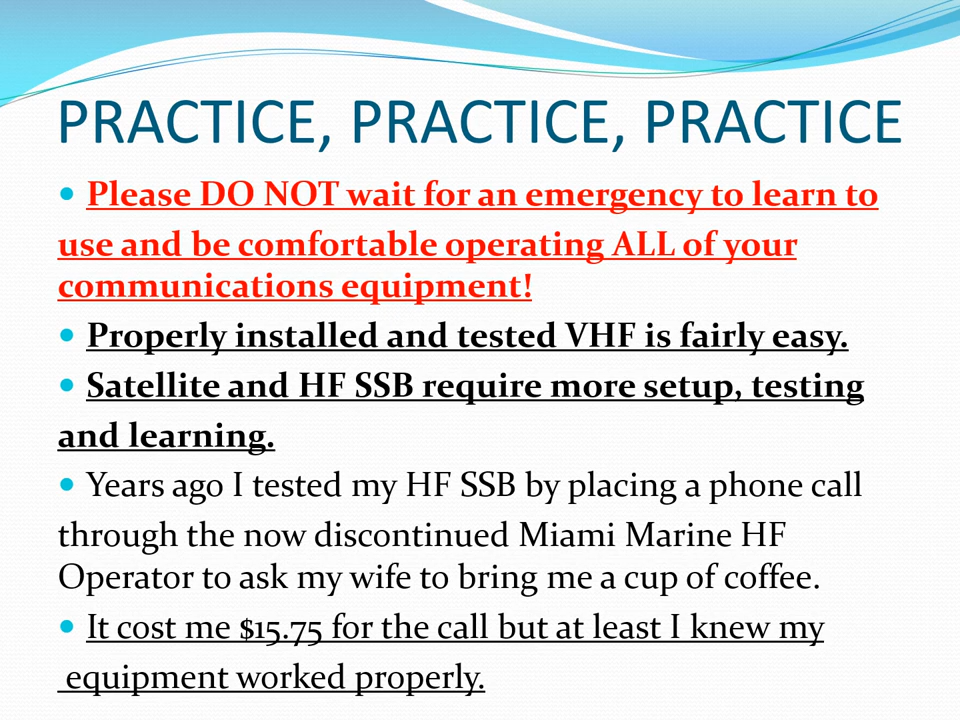 PRACTICE, PRACTICE, PRACTICE
• Please DO NOT wait for an emergency to learn to
use and be comfortable operating ALL of your
communications equipment!
• Properly installed and tested VHF is fairly easy.
• Satellite and HF SSB require more setup, testing
and learning.
• Years ago I tested my HF SSB by placing a phone call
through the now discontinued Miami Marine HF
Operator to ask my wife to bring me a cup of coffee.
• It cost me $15.75 for the call but at least I knew my
equipment worked properly.